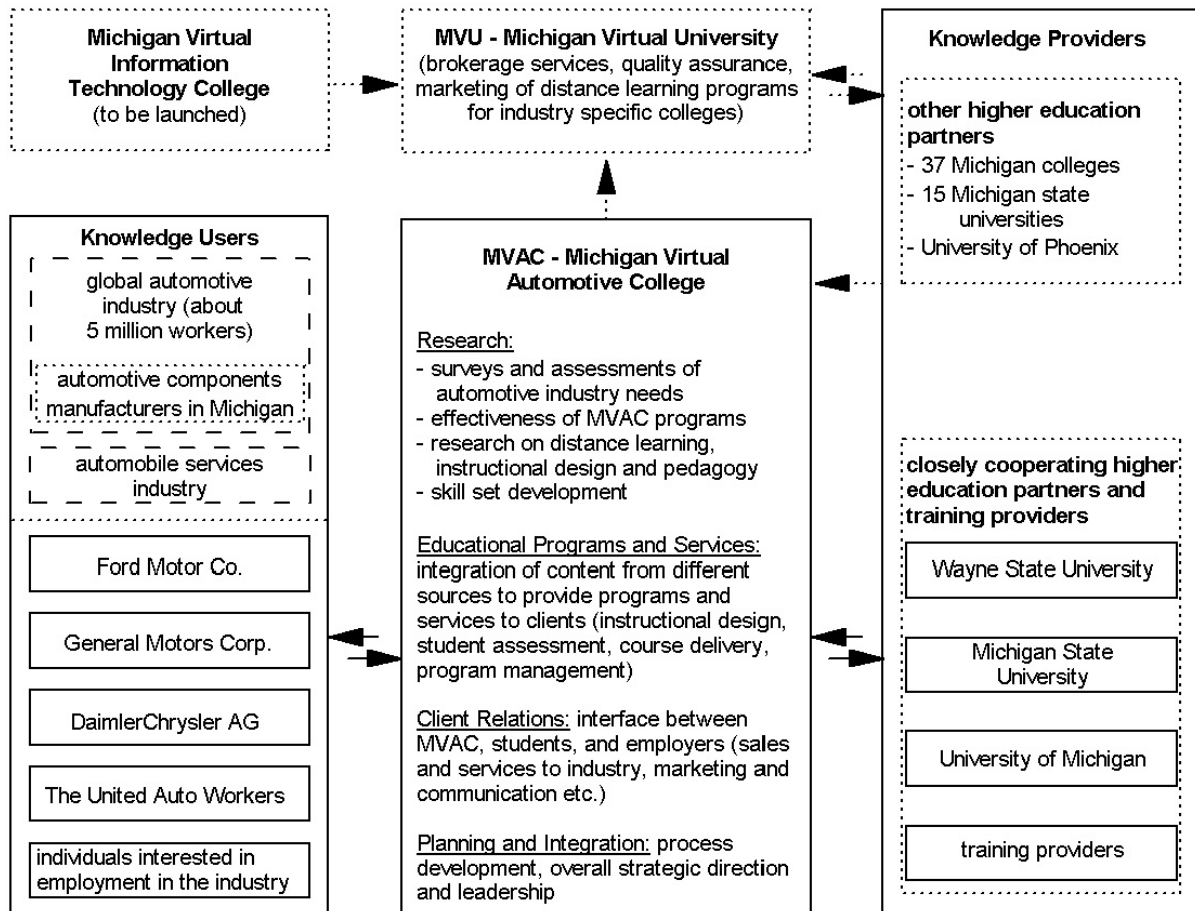 Michigan Virtual
Information
Technology College
(to be launched)
MVU - Michigan Virtual University
(brokerage services, quality assurance,
marketing of distance learning programs
for industry specific colleges)
Knowledge Providers
other higher education
partners
- 37 Michigan colleges
- 15 Michigan state
universities
- University of Phoenix
Knowledge Users
global automotive
industry (about
5 million workers)
automotive components
manufacturers in Michigan
automobile services
industry
Ford Motor Co.
General Motors Corp.
DaimlerChrysler AG
The United Auto Workers
individuals interested in
employment in the industry
MVAC - Michigan Virtual
Automotive College
Research:
- surveys and assessments of
automotive industry needs
- effectiveness of MVAC programs
- research on distance learning,
instructional design and pedagogy
- skill set development
Educational Programs and Services:
integration of content from different
sources to provide programs and
services to clients (instructional design,
student assessment, course delivery,
program management)
Client Relations: interface between
MVAC, students, and employers (sales
and services to industry, marketing and
communication etc.)
Planning and Integration: process
development, overall strategic direction
and leadership
closely cooperating higher
education partners and
training providers
Wayne State University
Michigan State
University
University of Michigan
training providers